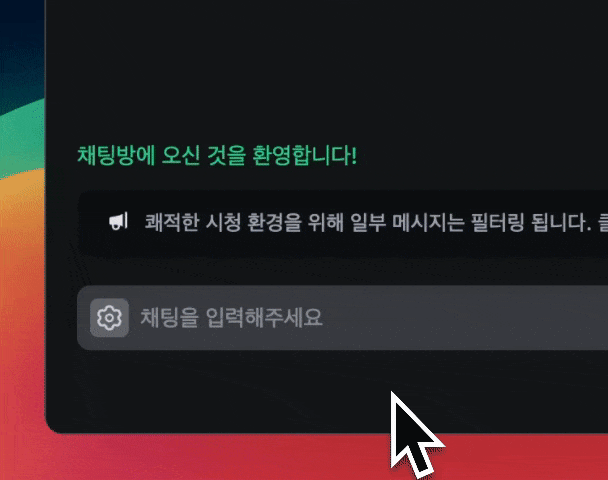 채팅방에 오신 것을 환영합니다!
쾌적한 시청 환경을 위해 일부 메시지는 필터링 됩니다.
채팅을 입력해주세요